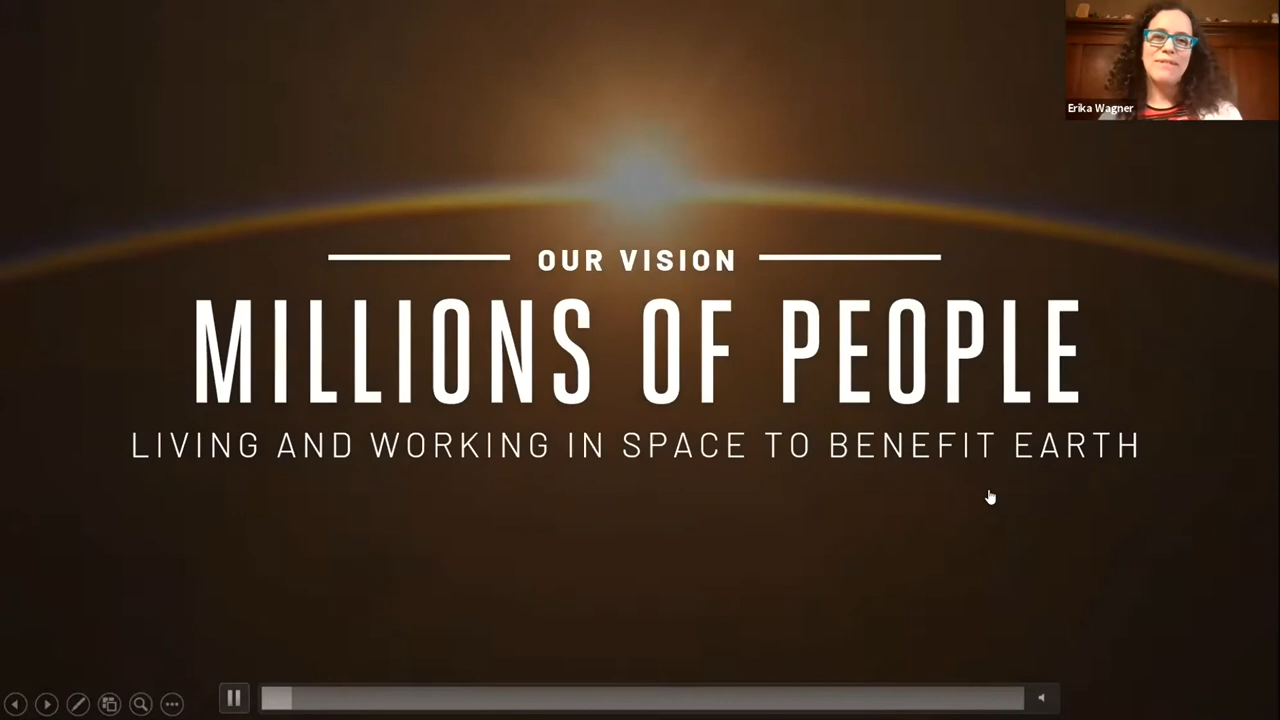 Erika Wagner
OUR VISION
MILLIONS OF PEOPLE
LIVING AND WORKING IN SPACE TO BENEFIT EARTH